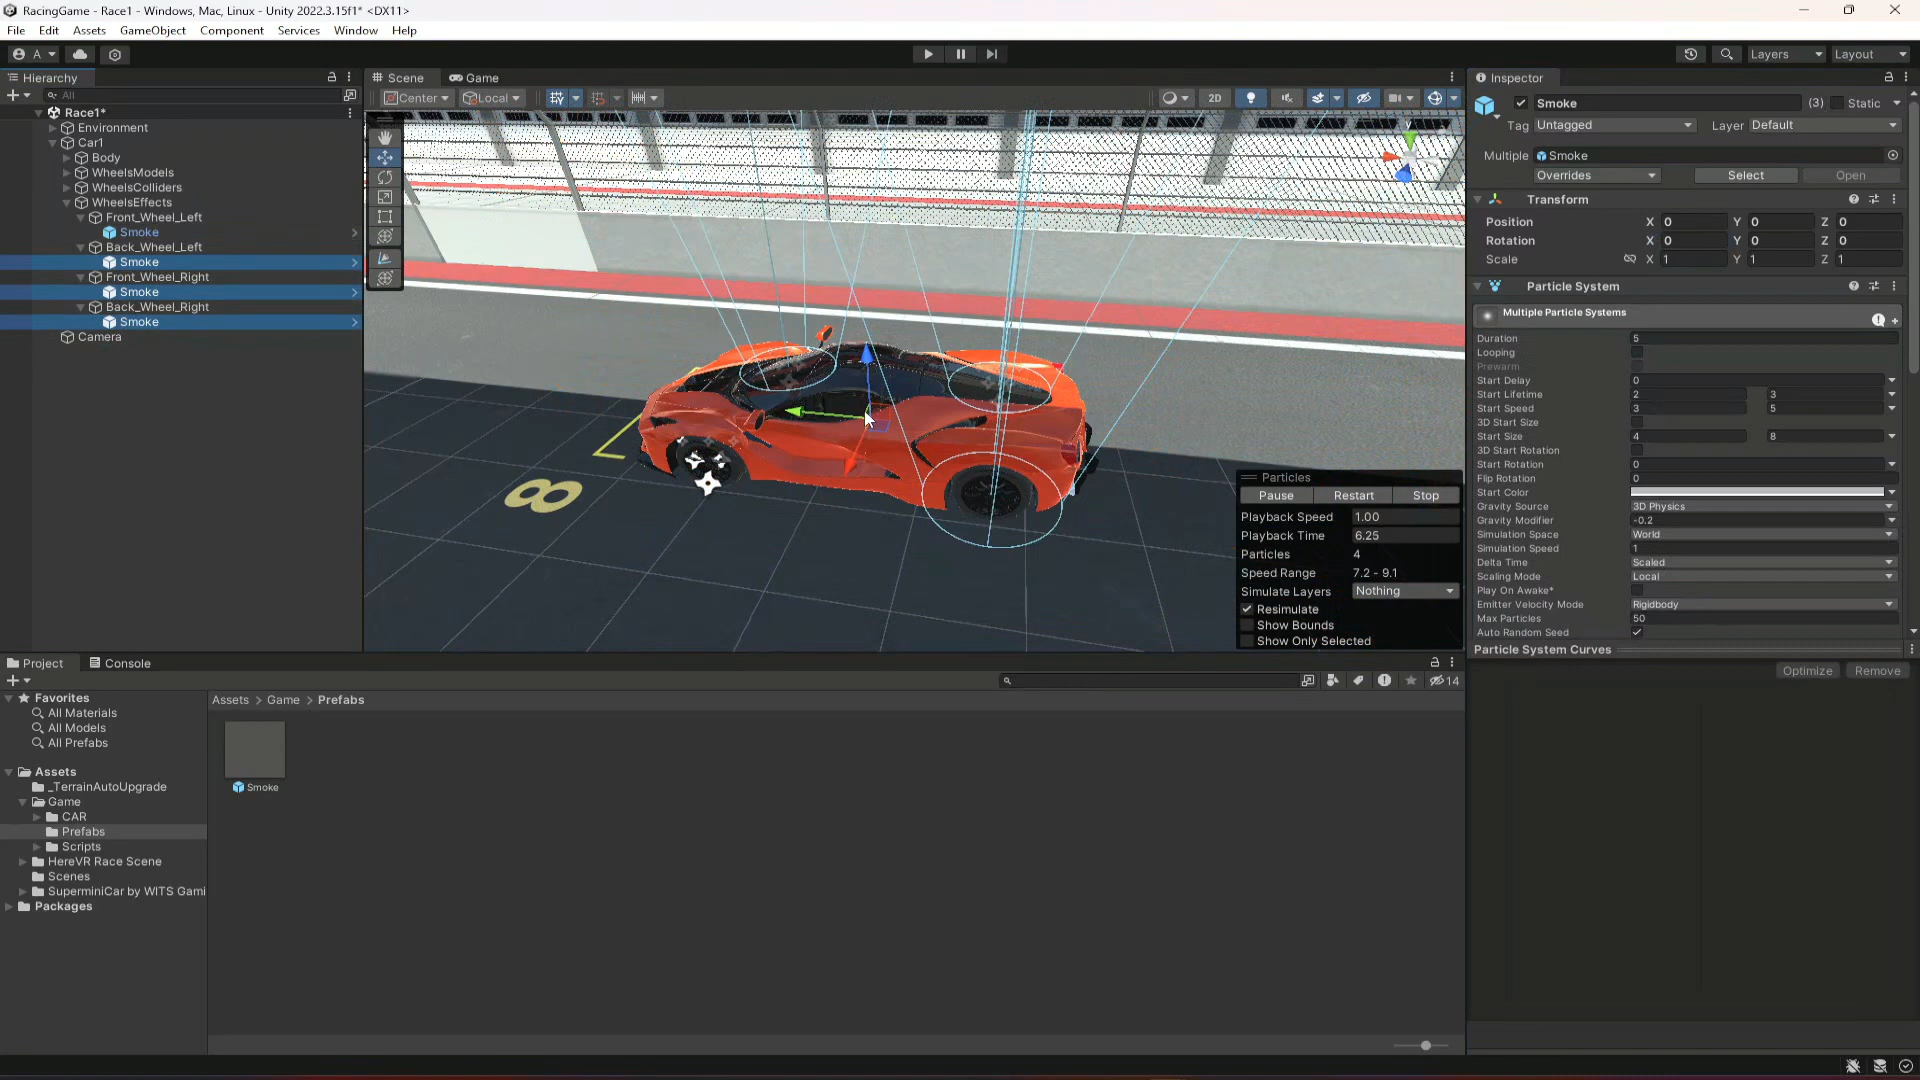 RacingGame - Race1 - Windows, Mac, Linux - Unity 2022.3.15f1* <DX11>
File Edit Assets GameObject Component Services Window Help
A Layers Layout
Hierarchy
All
Race1*
Environment
Car1
Body
WheelsModels
WheelsColliders
WheelsEffects
Front_Wheel_Left
Smoke
Back_Wheel_Left
Smoke
Front_Wheel_Right
Smoke
Back_Wheel_Right
Smoke
Camera
Scene Game
Center Local 2D
8
Particles
Pause Restart Stop
Playback Speed 1.00
Playback Time 6.25
Particles 4
Speed Range 7.2 - 9.1
Simulate Layers Nothing
Resimulate
Show Bounds
Show Only Selected
Inspector
Smoke (3) Static
Tag Untagged Layer Default
Multiple Smoke
Overrides Select Open
Transform
Position X 0 Y 0 Z 0
Rotation X 0 Y 0 Z 0
Scale X 1 Y 1 Z 1
Particle System
Multiple Particle Systems
Duration 5
Looping
Prewarm
Start Delay 0
Start Lifetime 2 3
Start Speed 3 5
3D Start Size
Start Size 4 8
3D Start Rotation
Start Rotation 0
Flip Rotation 0
Start Color
Gravity Source 3D Physics
Gravity Modifier -0.2
Simulation Space World
Simulation Speed 1
Delta Time Scaled
Scaling Mode Local
Play On Awake*
Emitter Velocity Mode Rigidbody
Max Particles 50
Auto Random Seed
Particle System Curves
Optimize Remove
Project Console
14
Favorites
All Materials
All Models
All Prefabs
Assets
_TerrainAutoUpgrade
Game
CAR
Prefabs
Scripts
HereVR Race Scene
Scenes
SuperminiCar by WITS Gami
Packages
Assets > Game > Prefabs
Smoke